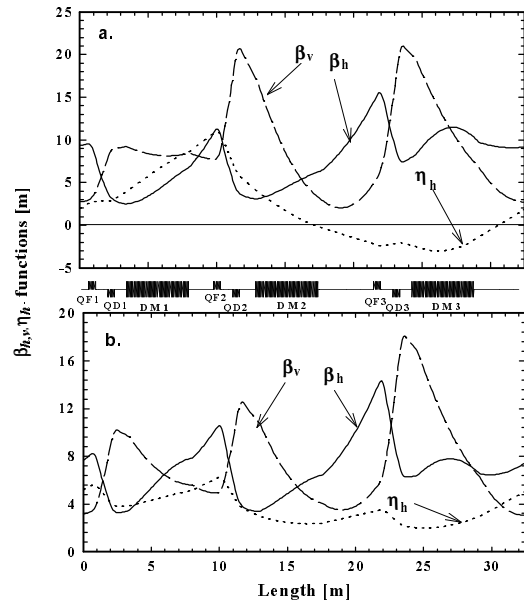 a.
25
20
15
10
5
0
-5
βv
βh
ηh
βh,v, ηh - functions [m]
QF1
QD1
DM1
QF2
QD2
DM2
QF3
QD3
DM3
b.
20
16
12
8
4
0
βv
βh
ηh
0 5 10 15 20 25 30
Length [m]